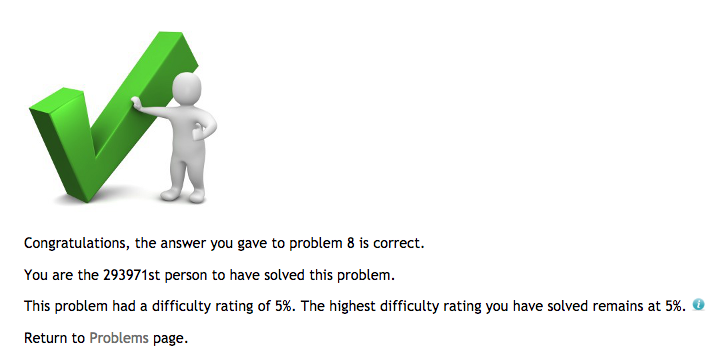 Congratulations, the answer you gave to problem 8 is correct.
You are the 293971st person to have solved this problem.
This problem had a difficulty rating of 5%. The highest difficulty rating you have solved remains at 5%.
Return to Problems page.